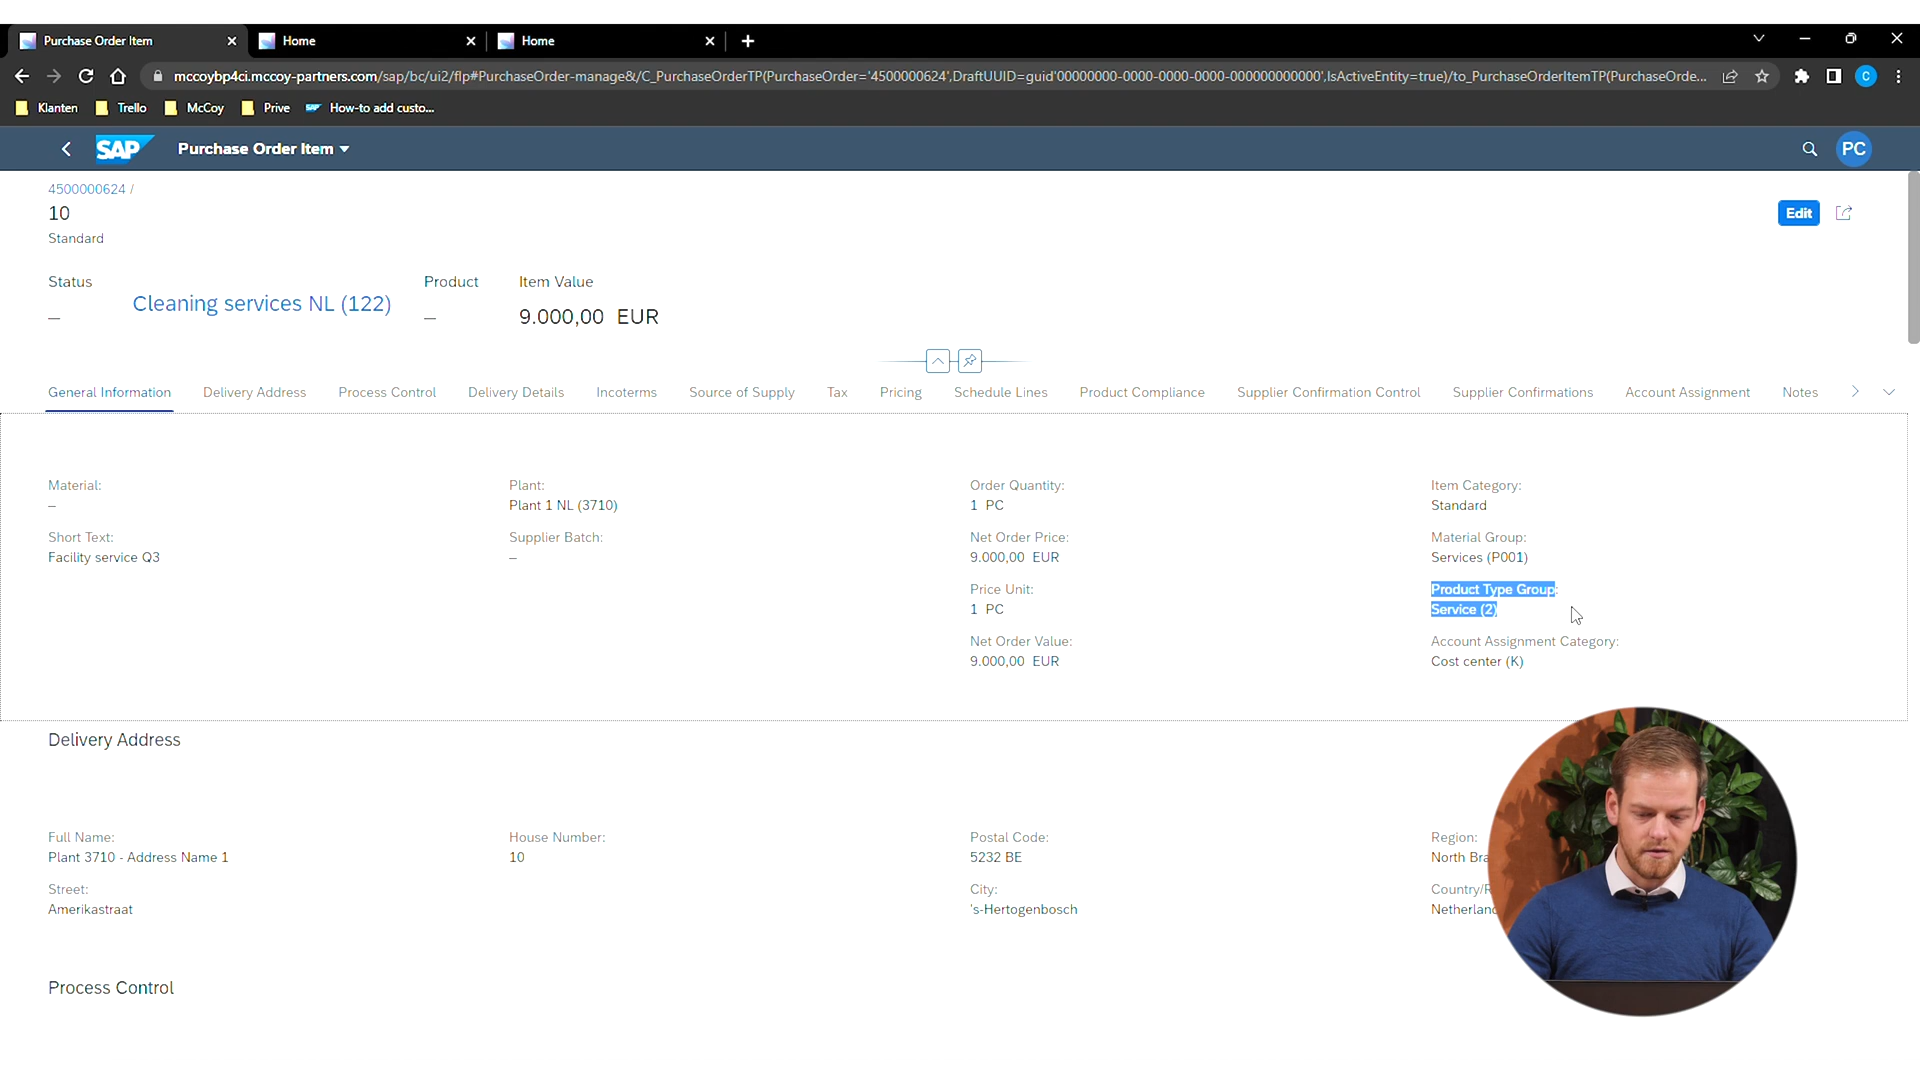 Purchase Order Item
Home
Home
mccoybp4ci.mccoy-partners.com/sap/bc/ui2/flp#PurchaseOrder-manage&/C_PurchaseOrderTP(PurchaseOrder='4500000624',DraftUUID=guid'00000000-0000-0000-0000-000000000000',IsActiveEntity=true)/to_PurchaseOrderItemTP(PurchaseOrde...
C
Klanten Trello McCoy Prive How-to add custo...
SAP Purchase Order Item PC
4500000624 /
10
Edit
Standard
Status Product Item Value
Cleaning services NL (122)
– – 9.000,00 EUR
General Information Delivery Address Process Control Delivery Details Incoterms Source of Supply Tax Pricing Schedule Lines Product Compliance Supplier Confirmation Control Supplier Confirmations Account Assignment Notes
Material: Plant: Order Quantity: Item Category:
– Plant 1 NL (3710) 1 PC Standard
Short Text: Supplier Batch: Net Order Price: Material Group:
Facility service Q3 – 9.000,00 EUR Services (P001)
Price Unit: Product Type Group:
1 PC Service (2)
Net Order Value: Account Assignment Category:
9.000,00 EUR Cost center (K)
Delivery Address
Full Name: House Number: Postal Code: Region:
Plant 3710 - Address Name 1 10 5232 BE North Bra
Street: City: Country/R
Amerikastraat 's-Hertogenbosch Netherlanc
Process Control